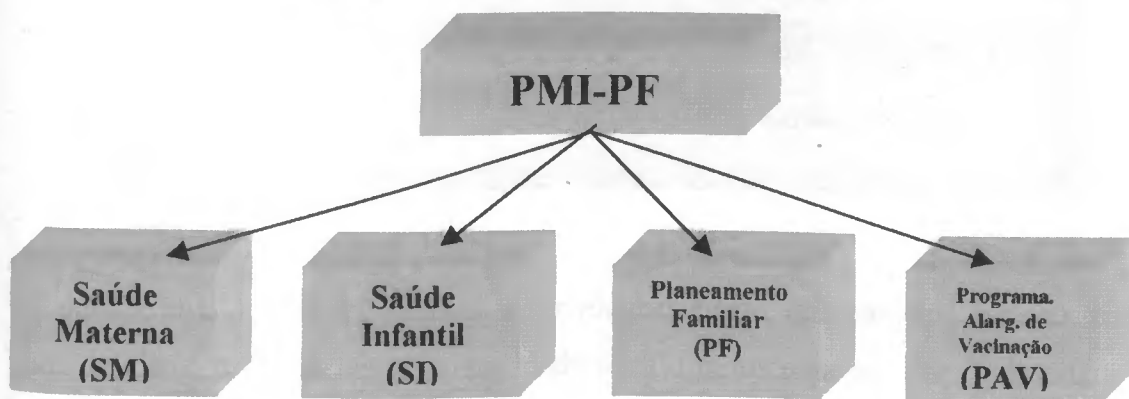 PMI-PF
Saúde
Materna
(SM)
Saúde
Infantil
(SI)
Planeamento
Familiar
(PF)
Programa.
Alarg. de
Vacinação
(PAV)